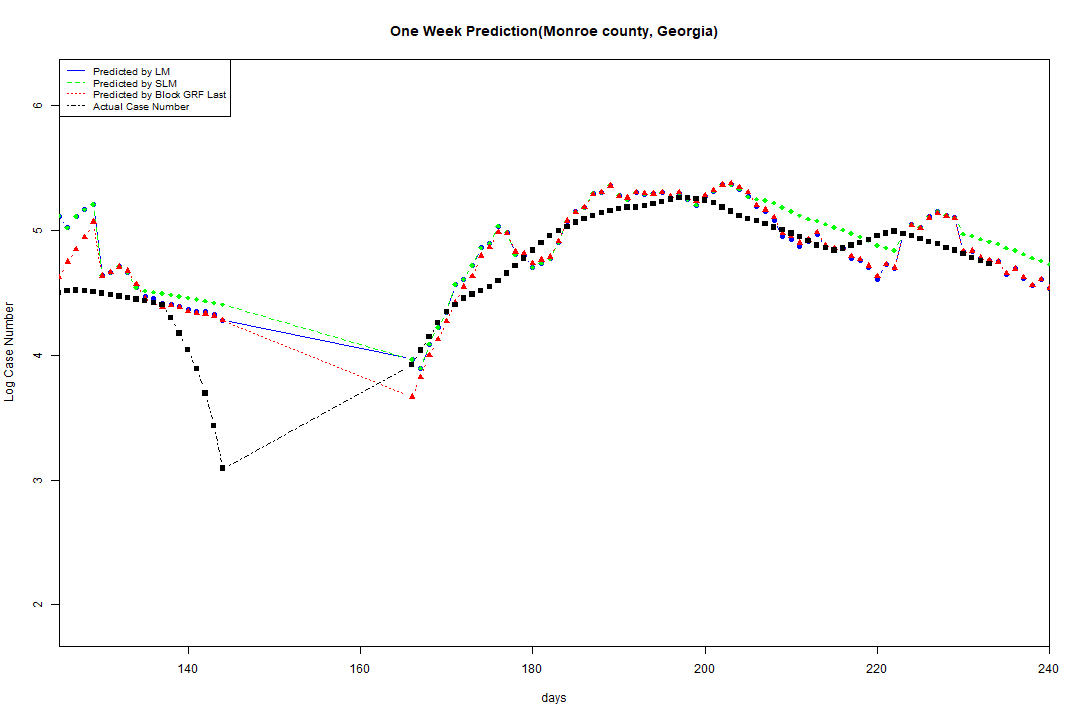 One Week Prediction(Monroe county, Georgia)
Predicted by LM
Predicted by SLM
Predicted by Block GRF Last
Actual Case Number
6
5
4
3
2
Log Case Number
140 160 180 200 220 240
days